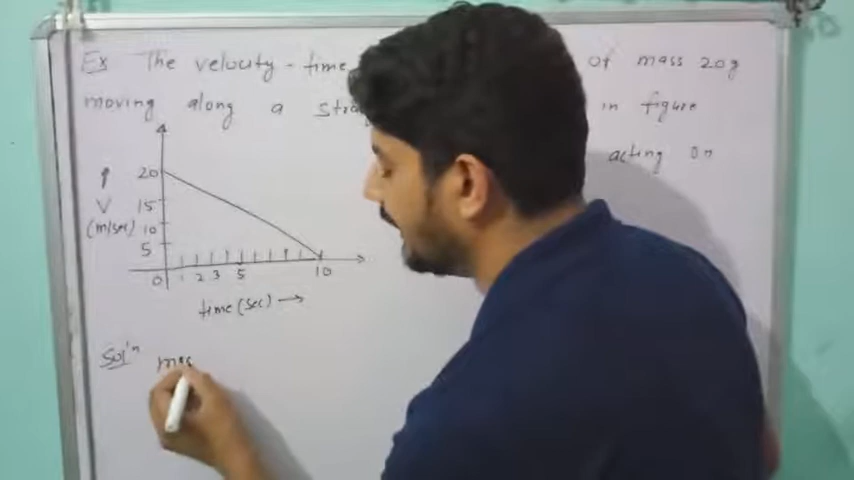 Ex The velocity - time of mass 20g
moving along a in figure
acting on
20
15
V
(m/sec) 10
5
0 1 2 3 5 10
time (sec) →
Sol'n mas